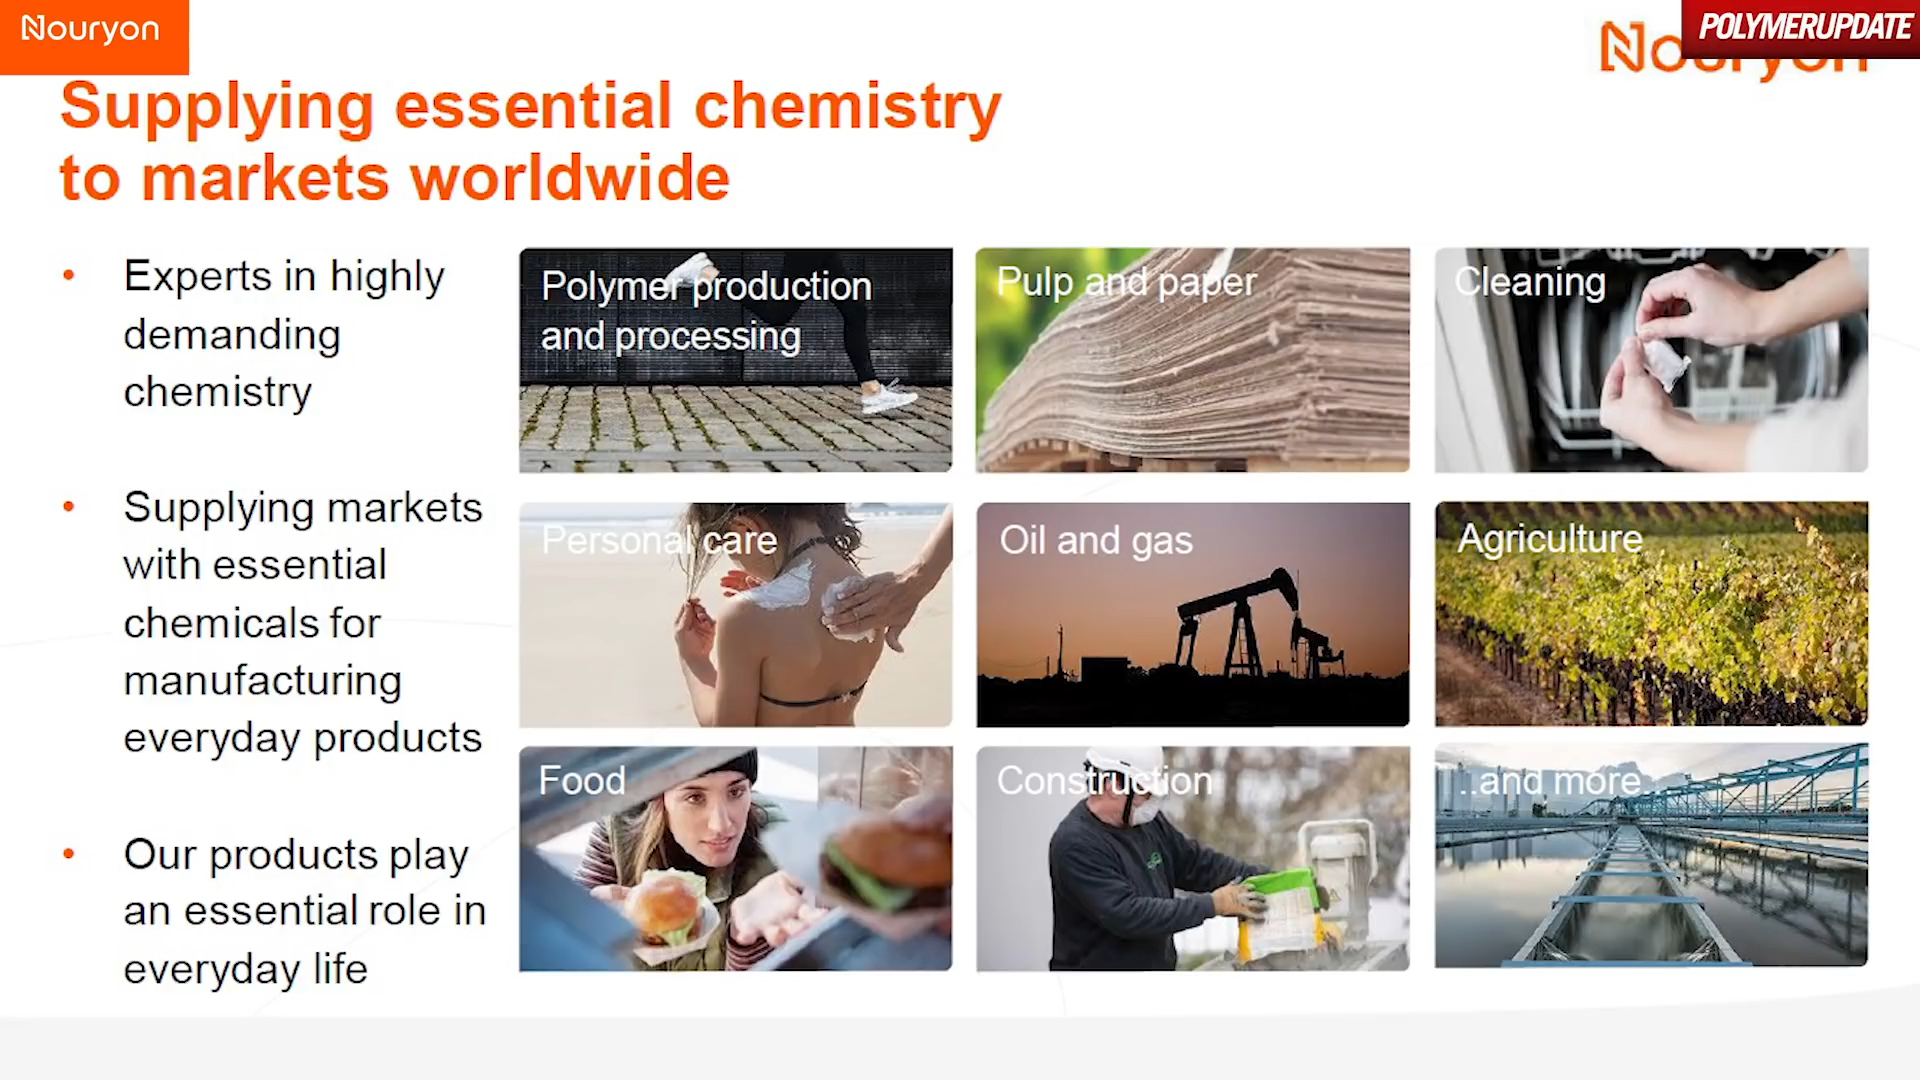 Nouryon
POLYMERUPDATE
Supplying essential chemistry
to markets worldwide
• Experts in highly
demanding
chemistry
• Supplying markets
with essential
chemicals for
manufacturing
everyday products
• Our products play
an essential role in
everyday life
Polymer production
and processing
Pulp and paper
Cleaning
Personal care
Oil and gas
Agriculture
Food
Construction
..and more..